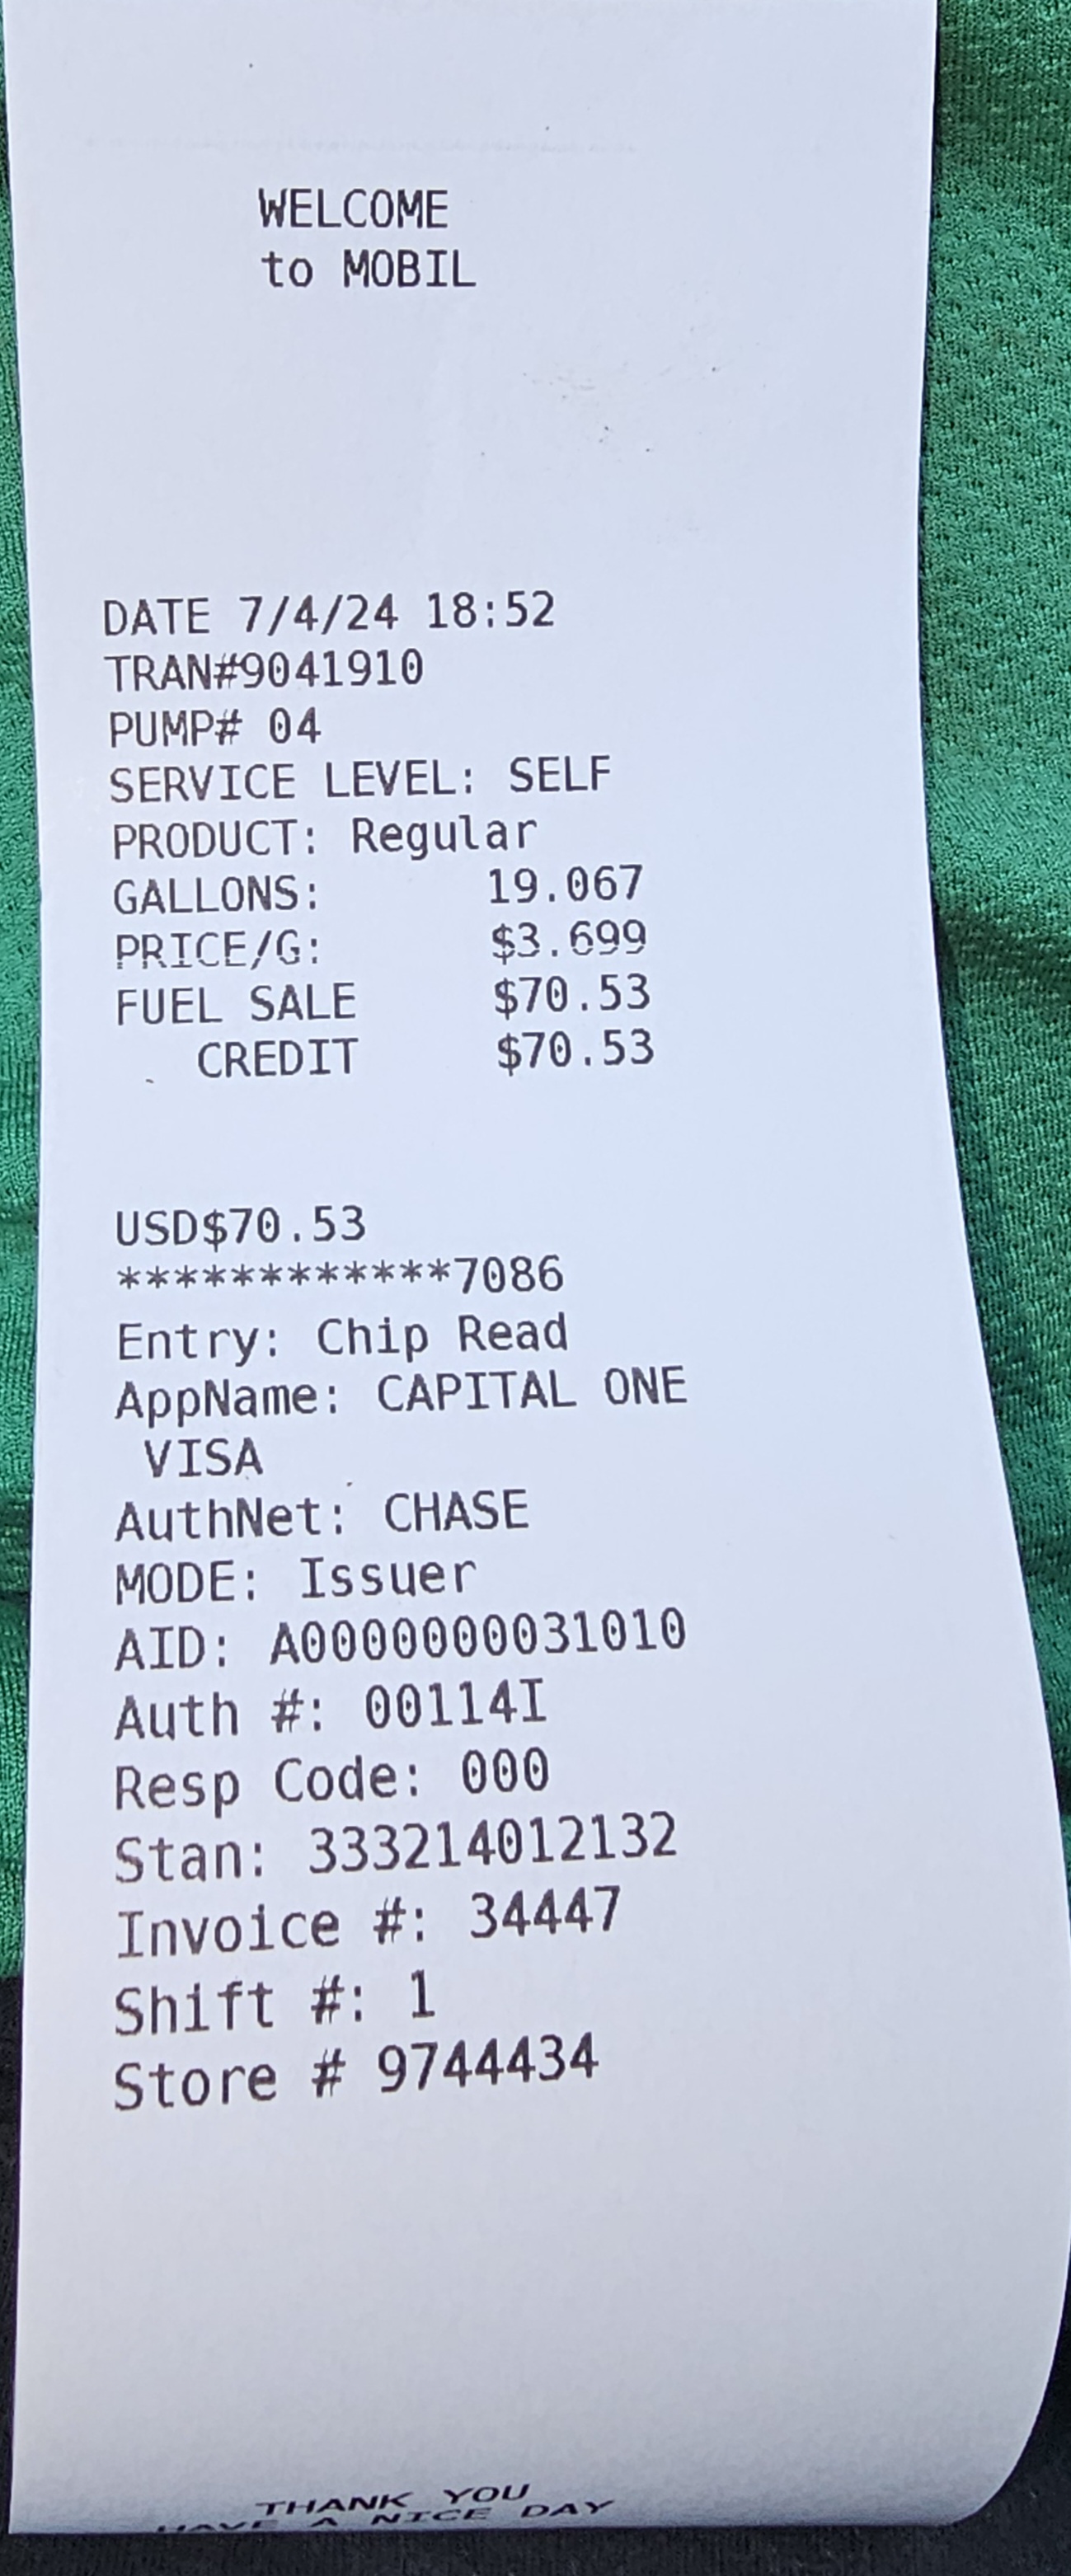 WELCOME
to MOBIL
DATE 7/4/24 18:52
TRAN#9041910
PUMP# 04
SERVICE LEVEL: SELF
PRODUCT: Regular
GALLONS: 19.067
PRICE/G: $3.699
FUEL SALE $70.53
CREDIT $70.53
USD$70.53
************7086
Entry: Chip Read
AppName: CAPITAL ONE
VISA
AuthNet: CHASE
MODE: Issuer
AID: A0000000031010
Auth #: 00114I
Resp Code: 000
Stan: 333214012132
Invoice #: 34447
Shift #: 1
Store # 9744434
THANK YOU
HAVE A NICE DAY